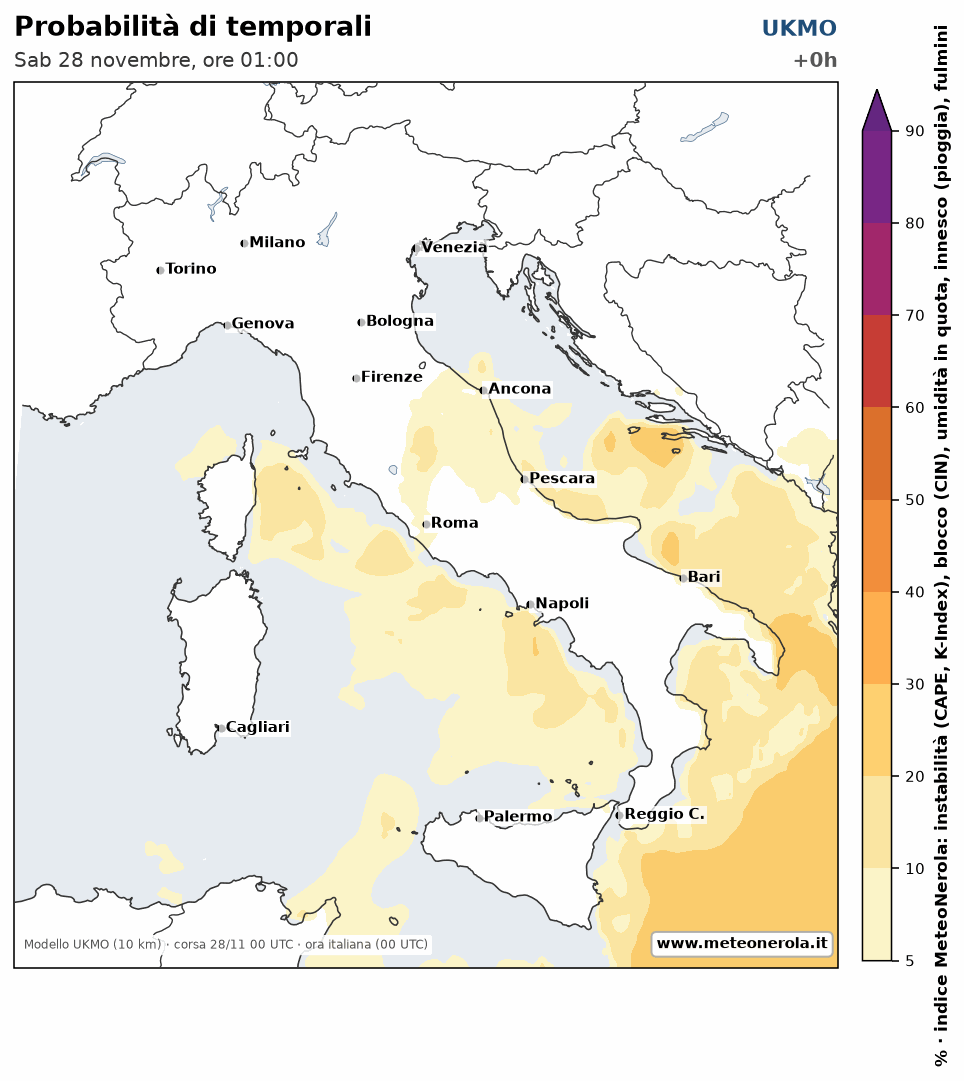 Probabilità di temporali
UKMO
Sab 28 novembre, ore 01:00
+0h
Milano
Venezia
Torino
Genova
Bologna
Firenze
Ancona
Pescara
Roma
Bari
Napoli
Cagliari
Palermo
Reggio C.
Modello UKMO (10 km) · corsa 28/11 00 UTC · ora italiana (00 UTC)
www.meteonerola.it
90
80
70
60
50
40
30
20
10
5
% · indice MeteoNerola: instabilità (CAPE, K-Index), blocco (CIN), umidità in quota, innesco (pioggia), fulmini